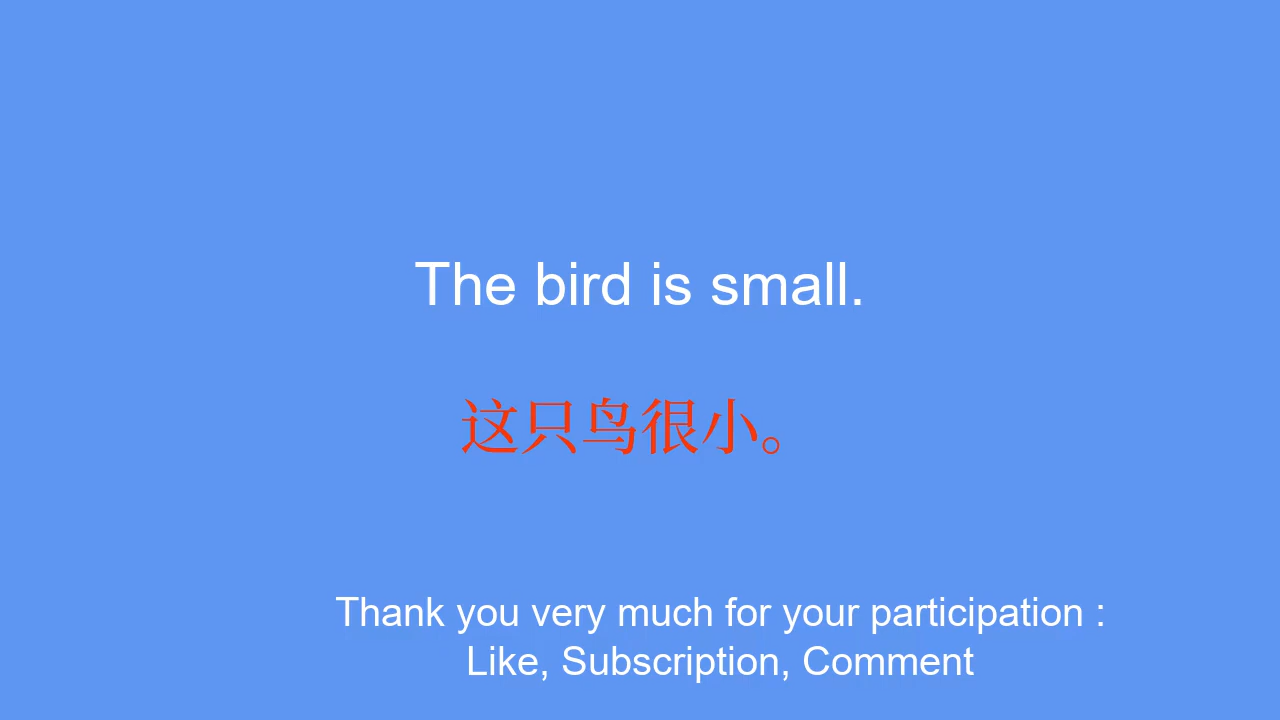 The bird is small.
这只鸟很小。
Thank you very much for your participation :
Like, Subscription, Comment